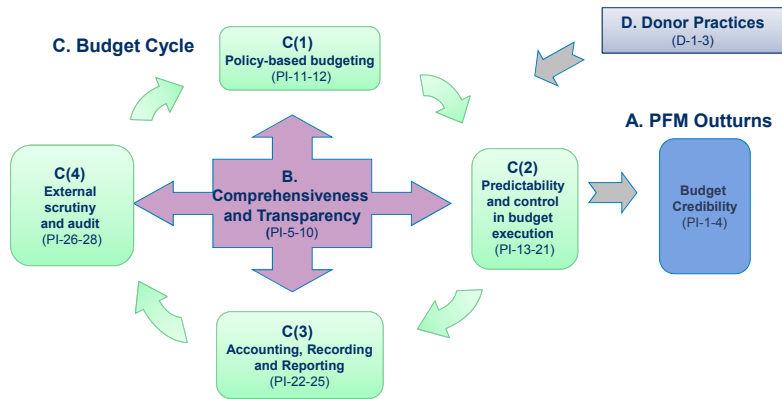 C. Budget Cycle
C(1)
Policy-based budgeting
(PI-11-12)
D. Donor Practices
(D-1-3)
A. PFM Outturns
Budget
Credibility
(PI-1-4)
C(2)
Predictability
and control
in budget
execution
(PI-13-21)
B.
Comprehensiveness
and Transparency
(PI-5-10)
C(4)
External
scrutiny
and audit
(PI-26-28)
C(3)
Accounting, Recording
and Reporting
(PI-22-25)